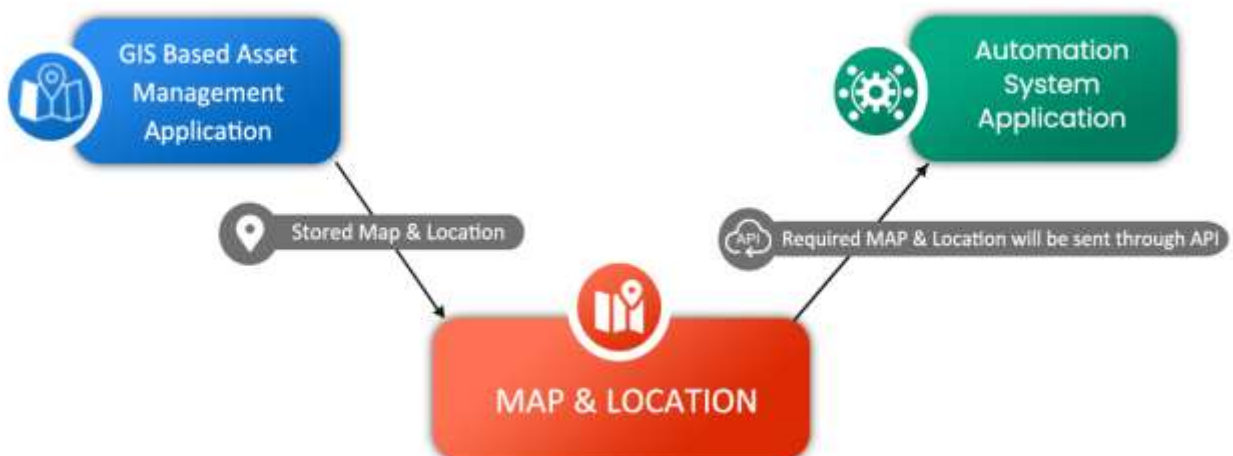 GIS Based Asset
Management
Application
Automation
System
Application
Stored Map & Location
API
Required MAP & Location will be sent through API
MAP & LOCATION